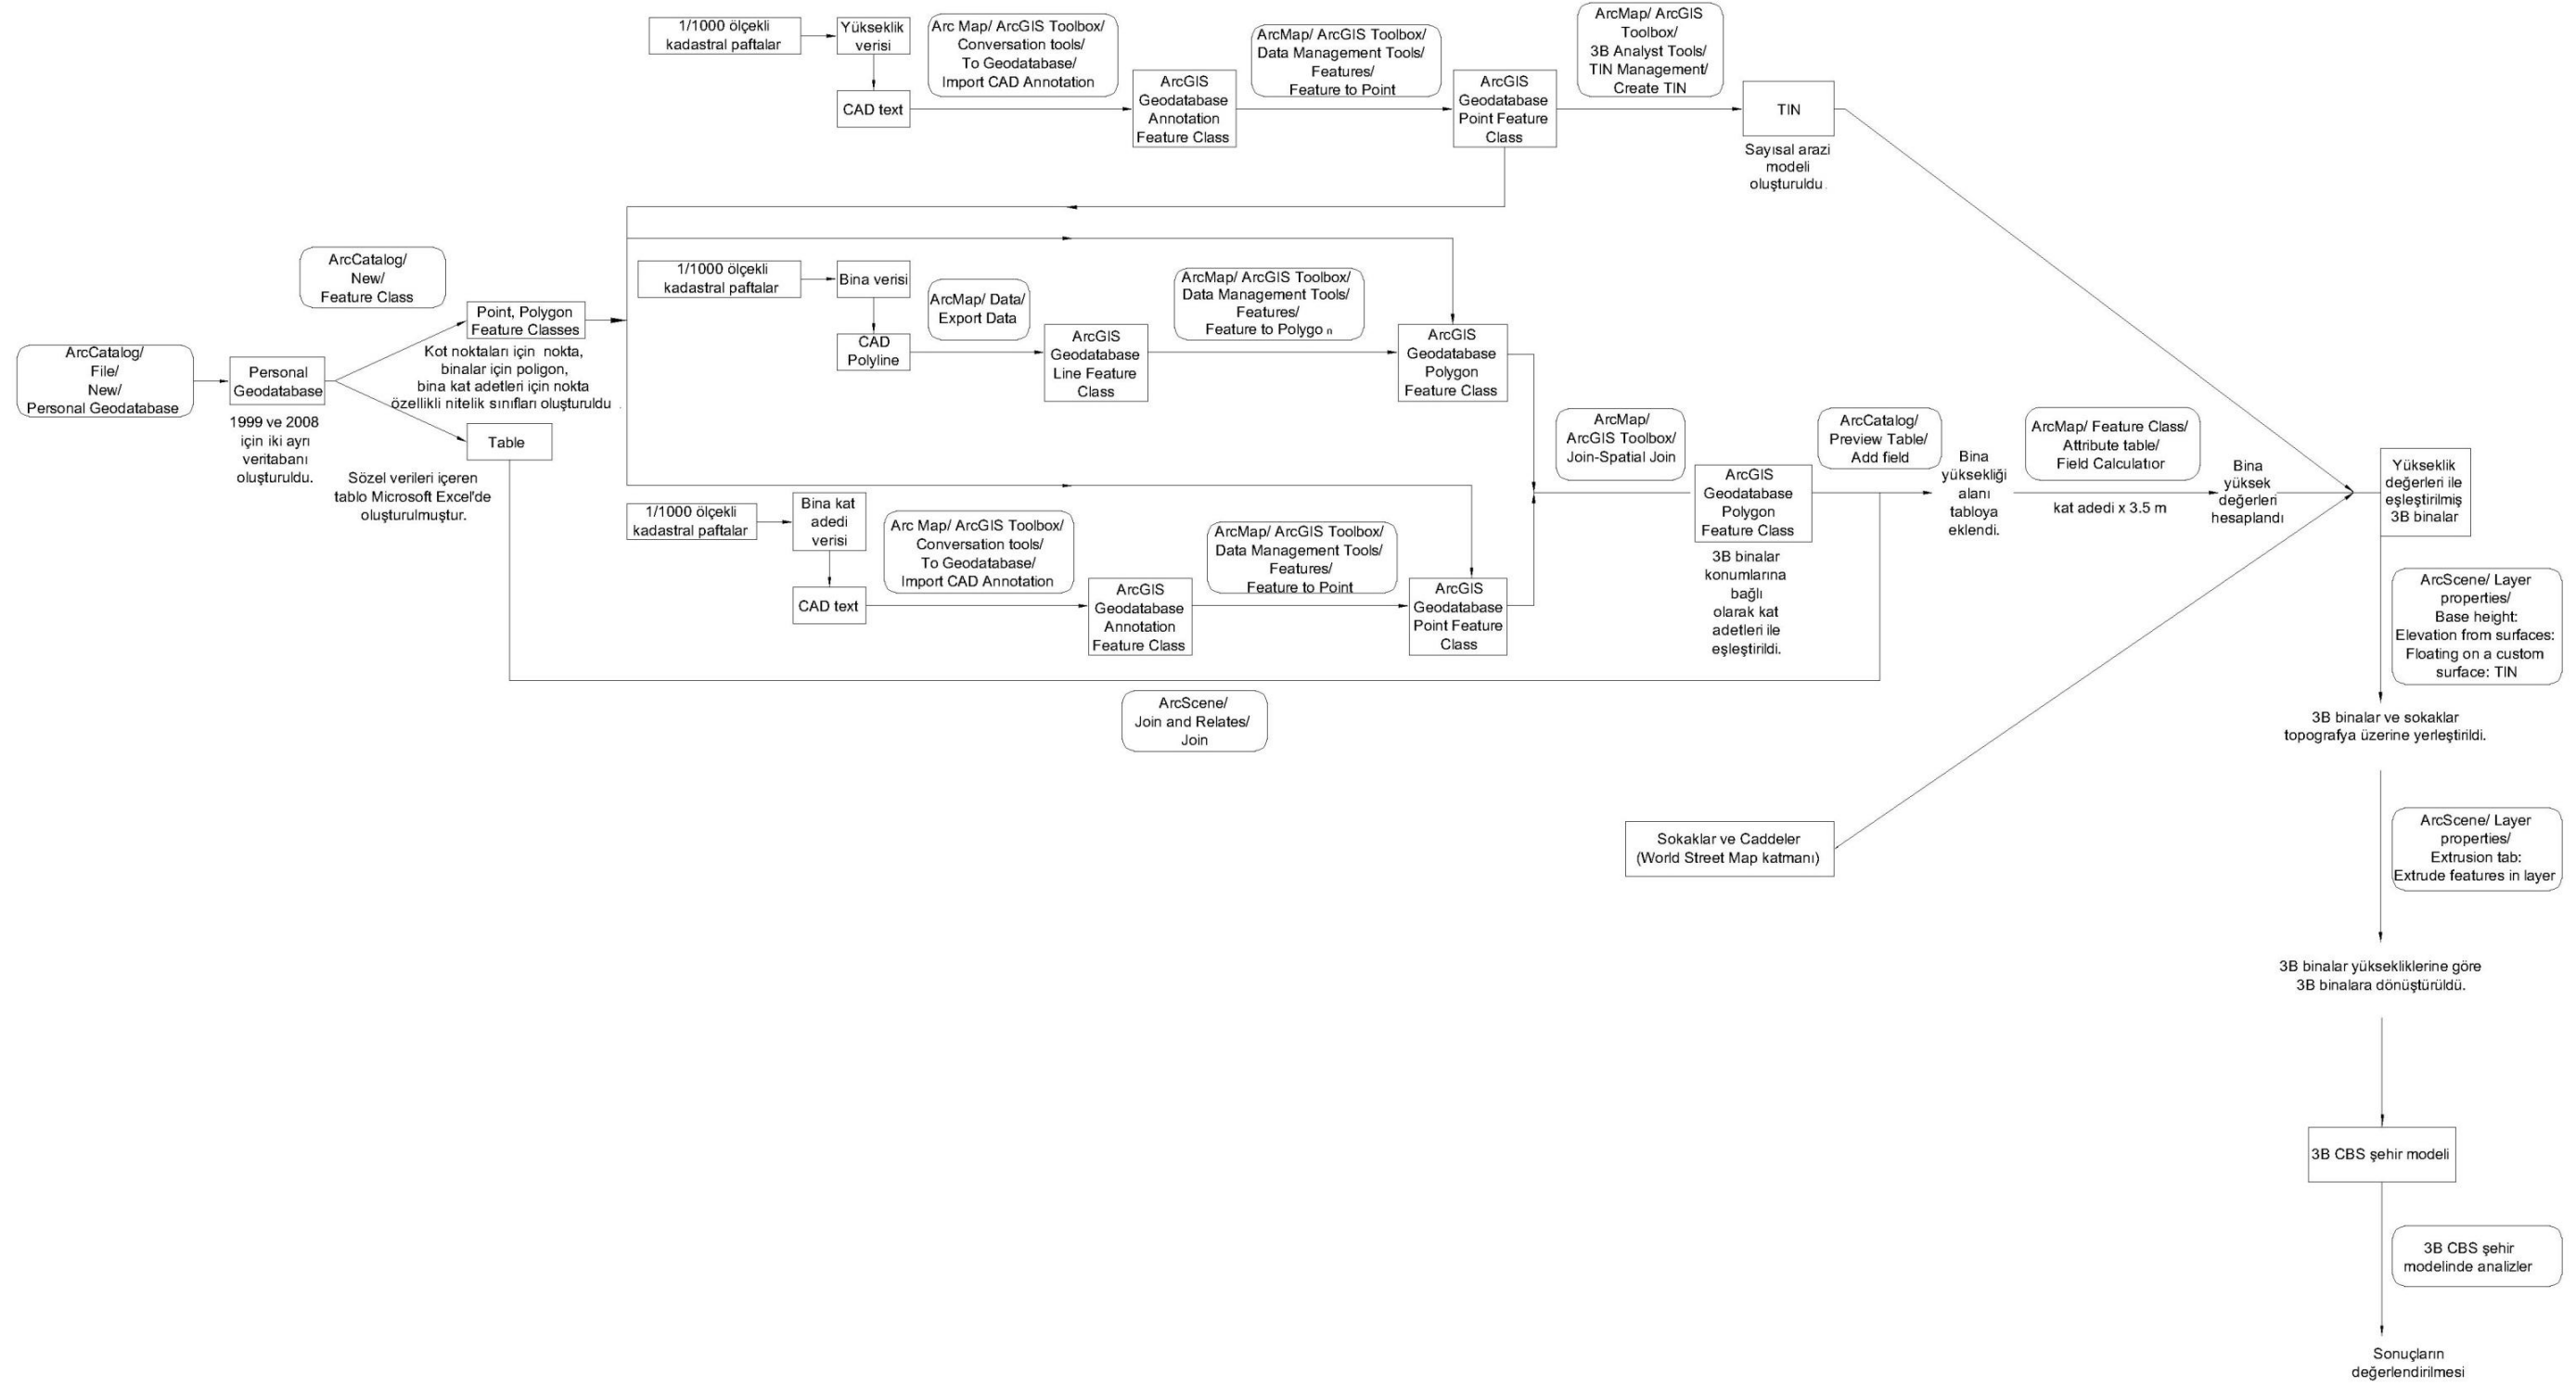 1/1000 ölçekli
kadastral paftalar
Yükseklik
verisi
CAD text
Arc Map/ ArcGIS Toolbox/
Conversation tools/
To Geodatabase/
Import CAD Annotation
ArcGIS
Geodatabase
Annotation
Feature Class
ArcMap/ ArcGIS Toolbox/
Data Management Tools/
Features/
Feature to Point
ArcGIS
Geodatabase
Point Feature
Class
ArcMap/ ArcGIS
Toolbox/
3B Analyst Tools/
TIN Management/
Create TIN
TIN
Sayısal arazi
modeli
oluşturuldu.
ArcCatalog/
File/
New/
Personal Geodatabase
Personal
Geodatabase
1999 ve 2008
için iki ayrı
veritabanı
oluşturuldu.
ArcCatalog/
New/
Feature Class
Point, Polygon
Feature Classes
Kot noktaları için nokta,
binalar için poligon,
bina kat adetleri için nokta
özellikli nitelik sınıfları oluşturuldu .
Table
Sözel verileri içeren
tablo Microsoft Excel'de
oluşturulmuştur.
1/1000 ölçekli
kadastral paftalar
Bina verisi
CAD
Polyline
ArcMap/ Data/
Export Data
ArcGIS
Geodatabase
Line Feature
Class
ArcMap/ ArcGIS Toolbox/
Data Management Tools/
Features/
Feature to Polygon
ArcGIS
Geodatabase
Polygon
Feature Class
1/1000 ölçekli
kadastral paftalar
Bina kat
adedi
verisi
CAD text
Arc Map/ ArcGIS Toolbox/
Conversation tools/
To Geodatabase/
Import CAD Annotation
ArcGIS
Geodatabase
Annotation
Feature Class
ArcMap/ ArcGIS Toolbox/
Data Management Tools/
Features/
Feature to Point
ArcGIS
Geodatabase
Point Feature
Class
ArcScene/
Join and Relates/
Join
ArcMap/
ArcGIS Toolbox/
Join-Spatial Join
ArcGIS
Geodatabase
Polygon
Feature Class
3B binalar
konumlarına
bağlı
olarak kat
adetleri ile
eşleştirildi.
ArcCatalog/
Preview Table/
Add field
Bina
yüksekliği
alanı
tabloya
eklendi.
ArcMap/ Feature Class/
Attribute table/
Field Calculatıor
kat adedi x 3.5 m
Bina
yüksek
değerleri
hesaplandı
Yükseklik
değerleri ile
eşleştirilmiş
3B binalar
Sokaklar ve Caddeler
(World Street Map katmanı)
ArcScene/ Layer
properties/
Base height:
Elevation from surfaces:
Floating on a custom
surface: TIN
3B binalar ve sokaklar
topografya üzerine yerleştirildi.
ArcScene/ Layer
properties/
Extrusion tab:
Extrude features in layer
3B binalar yüksekliklerine göre
3B binalara dönüştürüldü.
3B CBS şehir modeli
3B CBS şehir
modelinde analizler
Sonuçların
değerlendirilmesi